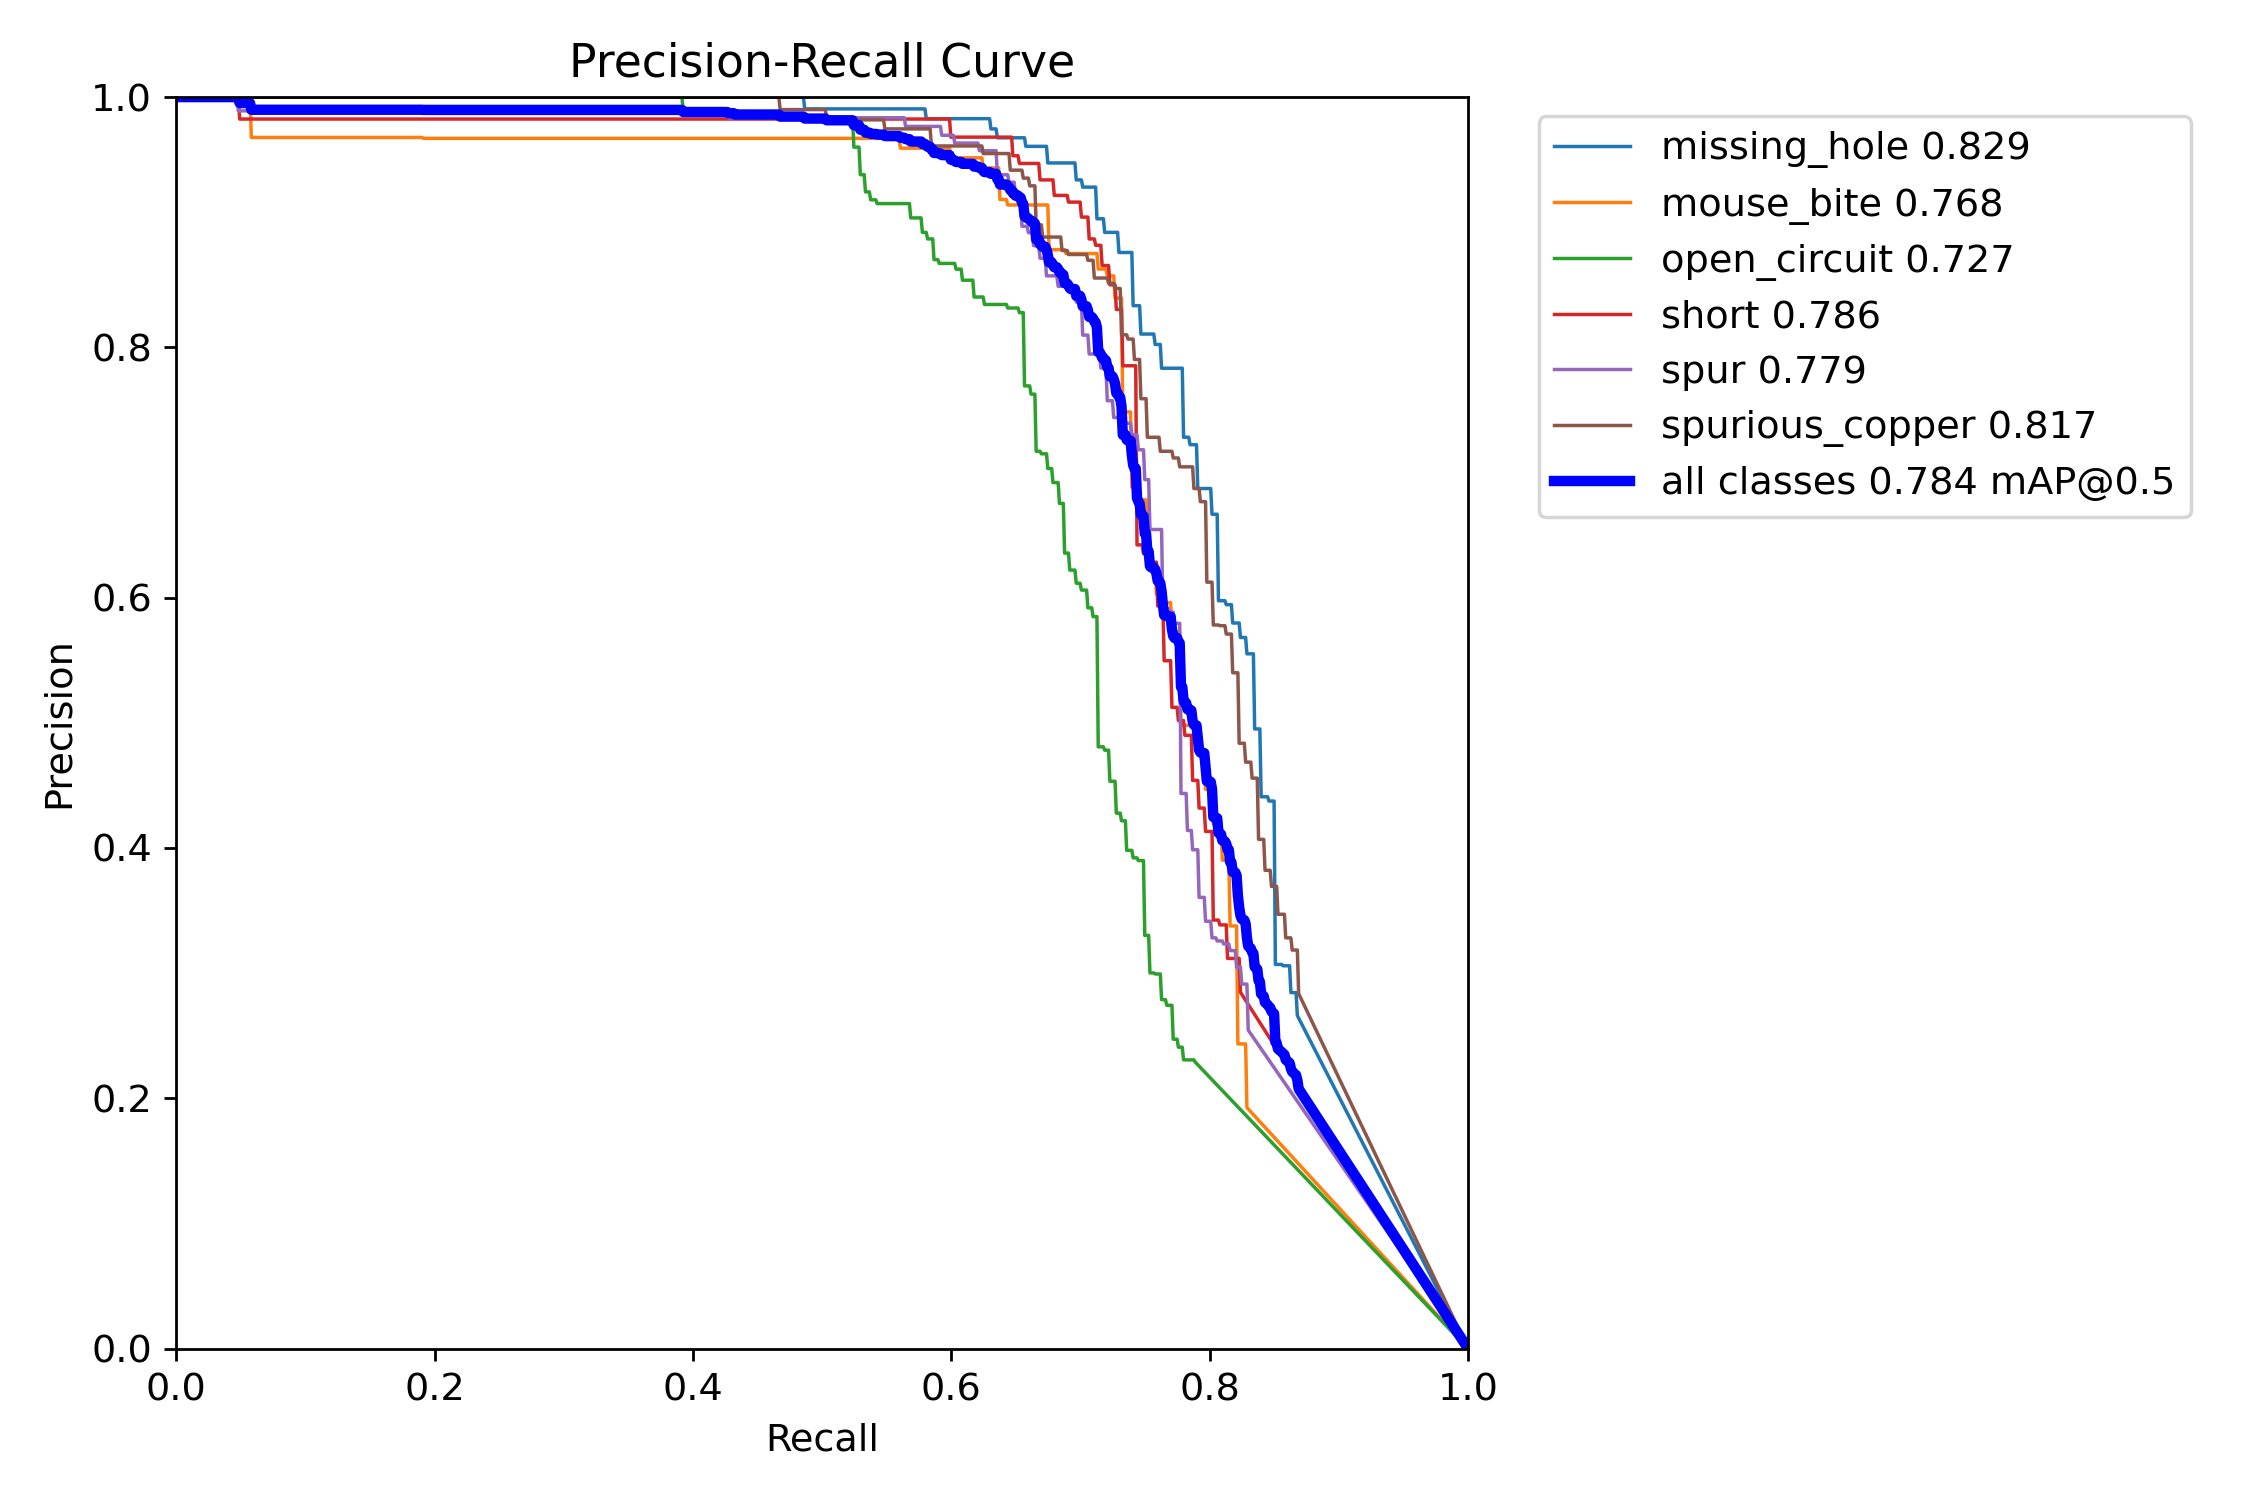 Precision-Recall Curve
1.0
0.8
0.6
0.4
0.2
0.0
Precision
0.0 0.2 0.4 0.6 0.8 1.0
Recall
missing_hole 0.829
mouse_bite 0.768
open_circuit 0.727
short 0.786
spur 0.779
spurious_copper 0.817
all classes 0.784 mAP@0.5